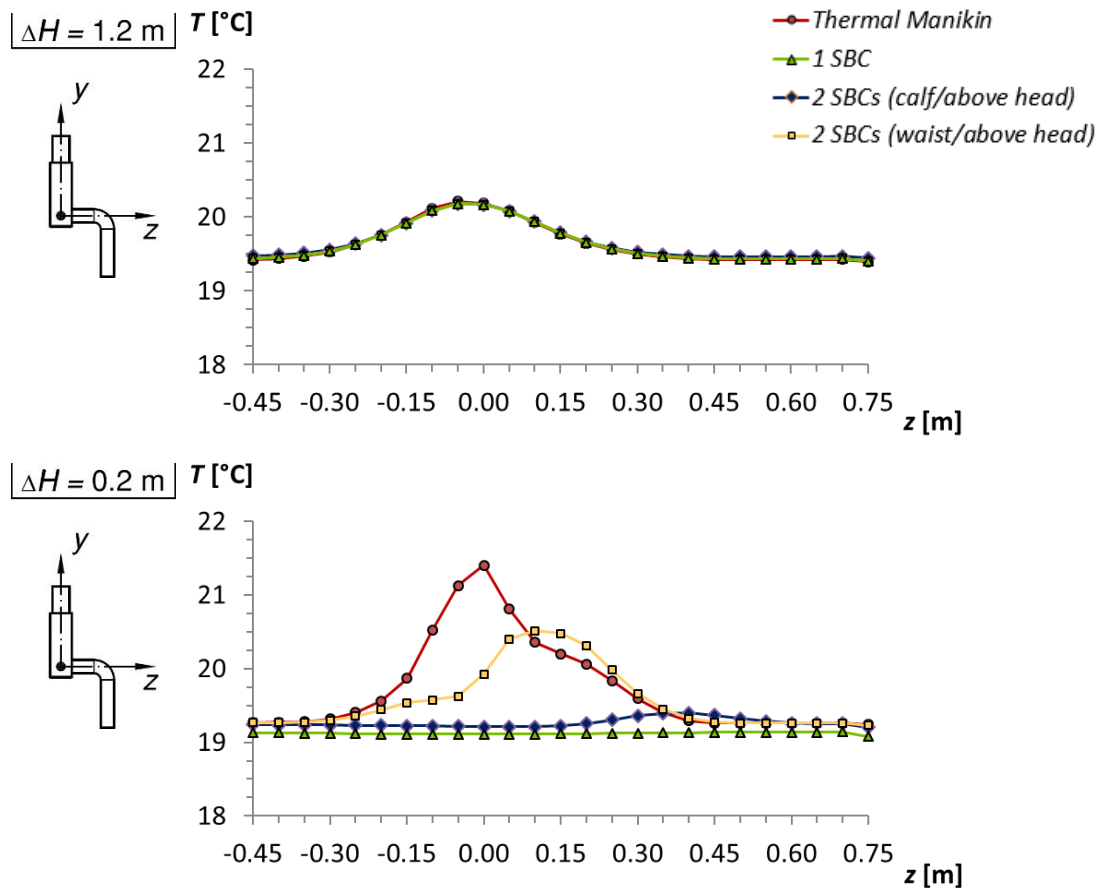 ΔH = 1.2 m
T [°C]
Thermal Manikin
1 SBC
2 SBCs (calf/above head)
2 SBCs (waist/above head)
y
z
22
21
20
19
18
-0.45 -0.30 -0.15 0.00 0.15 0.30 0.45 0.60 0.75
z [m]
ΔH = 0.2 m
T [°C]
y
z
22
21
20
19
18
-0.45 -0.30 -0.15 0.00 0.15 0.30 0.45 0.60 0.75
z [m]